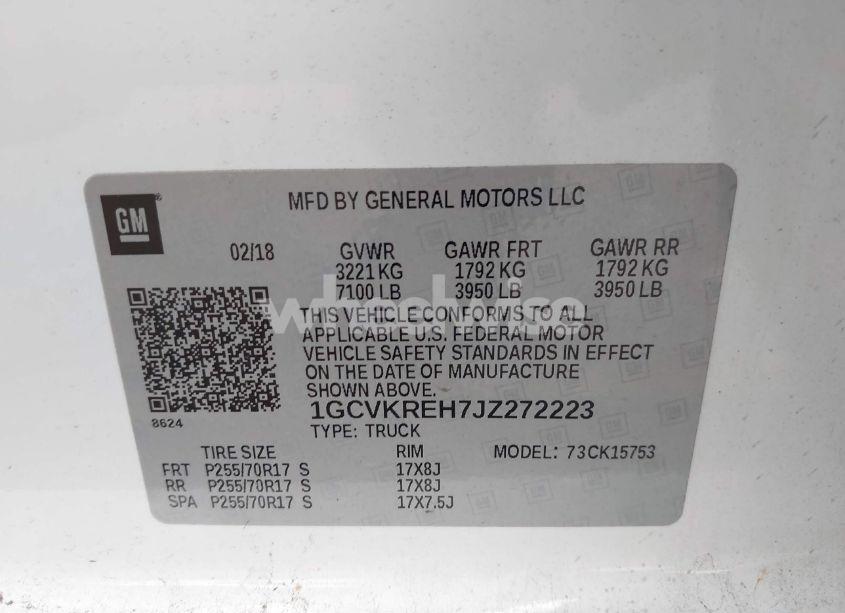 GM
MFD BY GENERAL MOTORS LLC
02/18 GVWR GAWR FRT GAWR RR
3221 KG 1792 KG 1792 KG
7100 LB 3950 LB 3950 LB
wheelwise
THIS VEHICLE CONFORMS TO ALL
APPLICABLE U.S. FEDERAL MOTOR
VEHICLE SAFETY STANDARDS IN EFFECT
ON THE DATE OF MANUFACTURE
SHOWN ABOVE.
1GCVKREH7JZ272223
8624
TYPE: TRUCK
TIRE SIZE RIM MODEL: 73CK15753
FRT P255/70R17 S 17X8J
RR P255/70R17 S 17X8J
SPA P255/70R17 S 17X7.5J